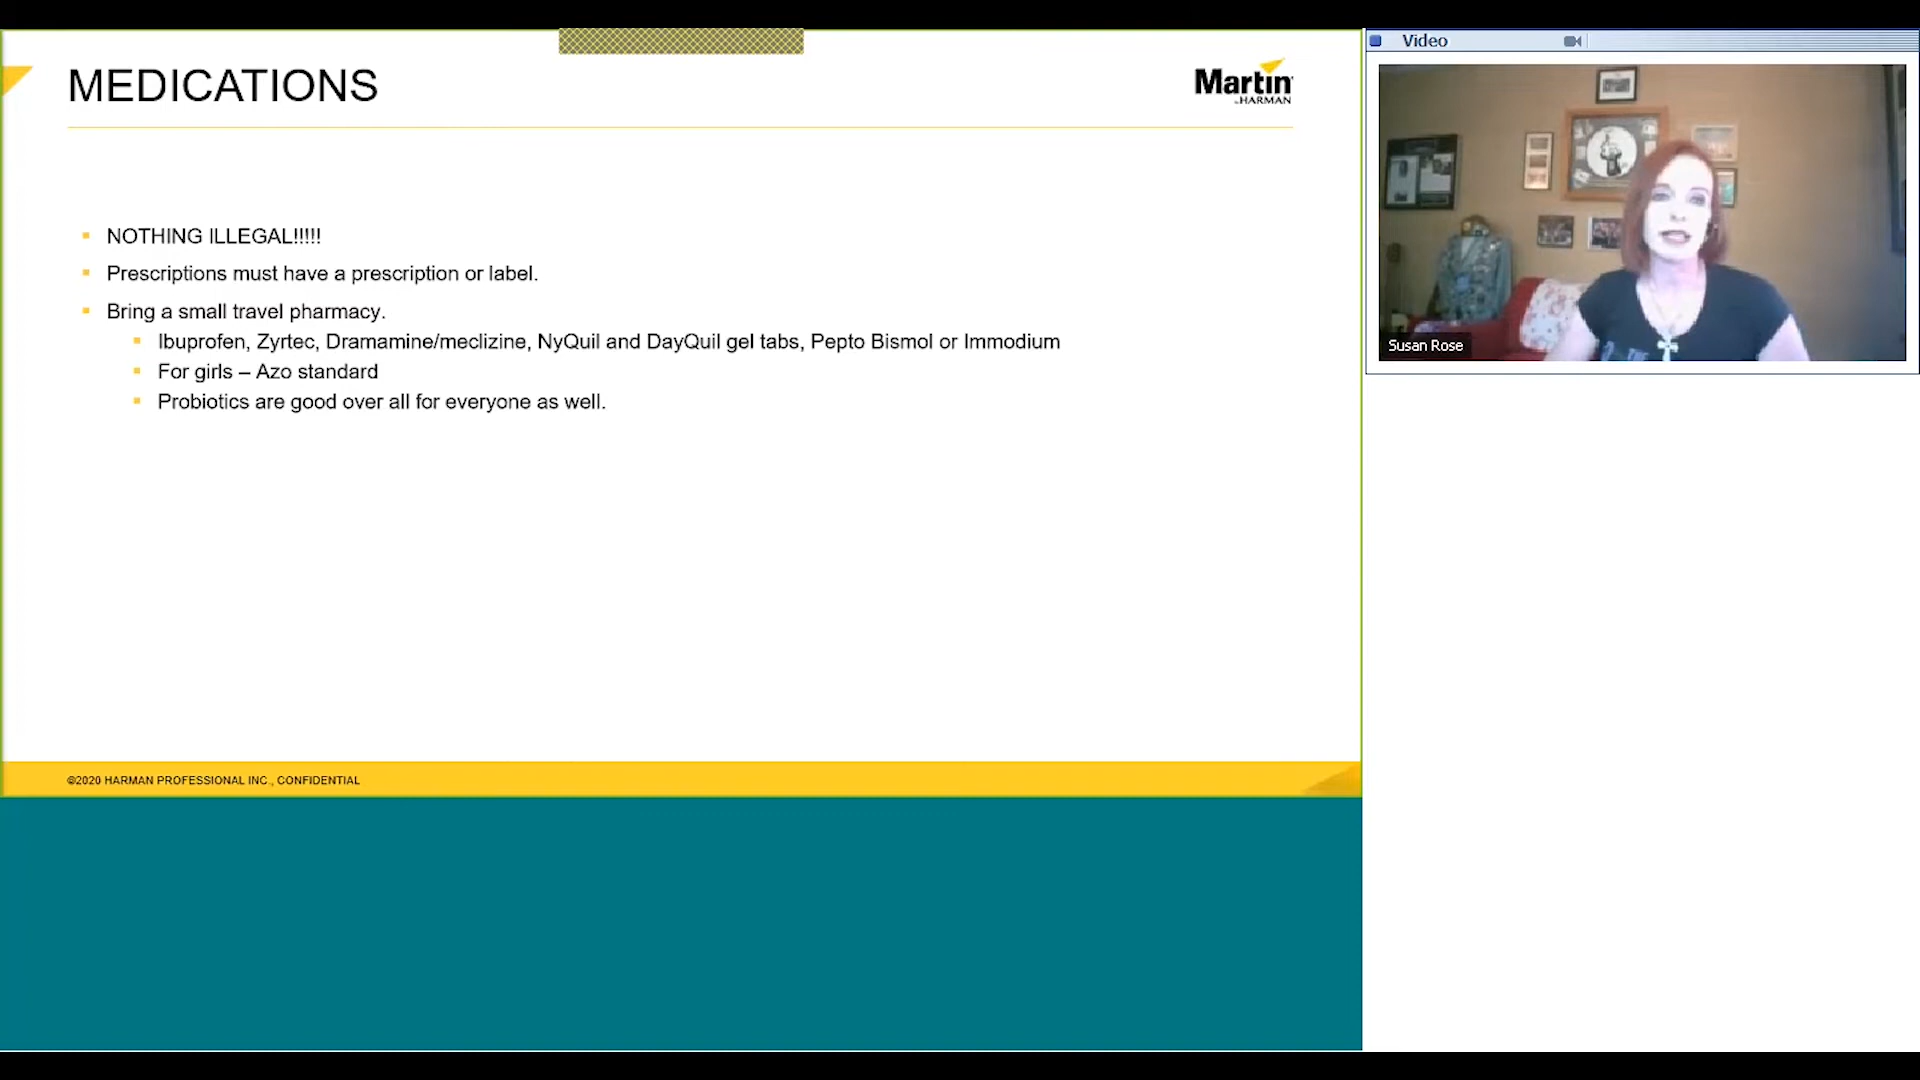 MEDICATIONS
Martin
by HARMAN
NOTHING ILLEGAL!!!!!
Prescriptions must have a prescription or label.
Bring a small travel pharmacy.
Ibuprofen, Zyrtec, Dramamine/meclizine, NyQuil and DayQuil gel tabs, Pepto Bismol or Immodium
For girls – Azo standard
Probiotics are good over all for everyone as well.
©2020 HARMAN PROFESSIONAL INC., CONFIDENTIAL
Video
Susan Rose